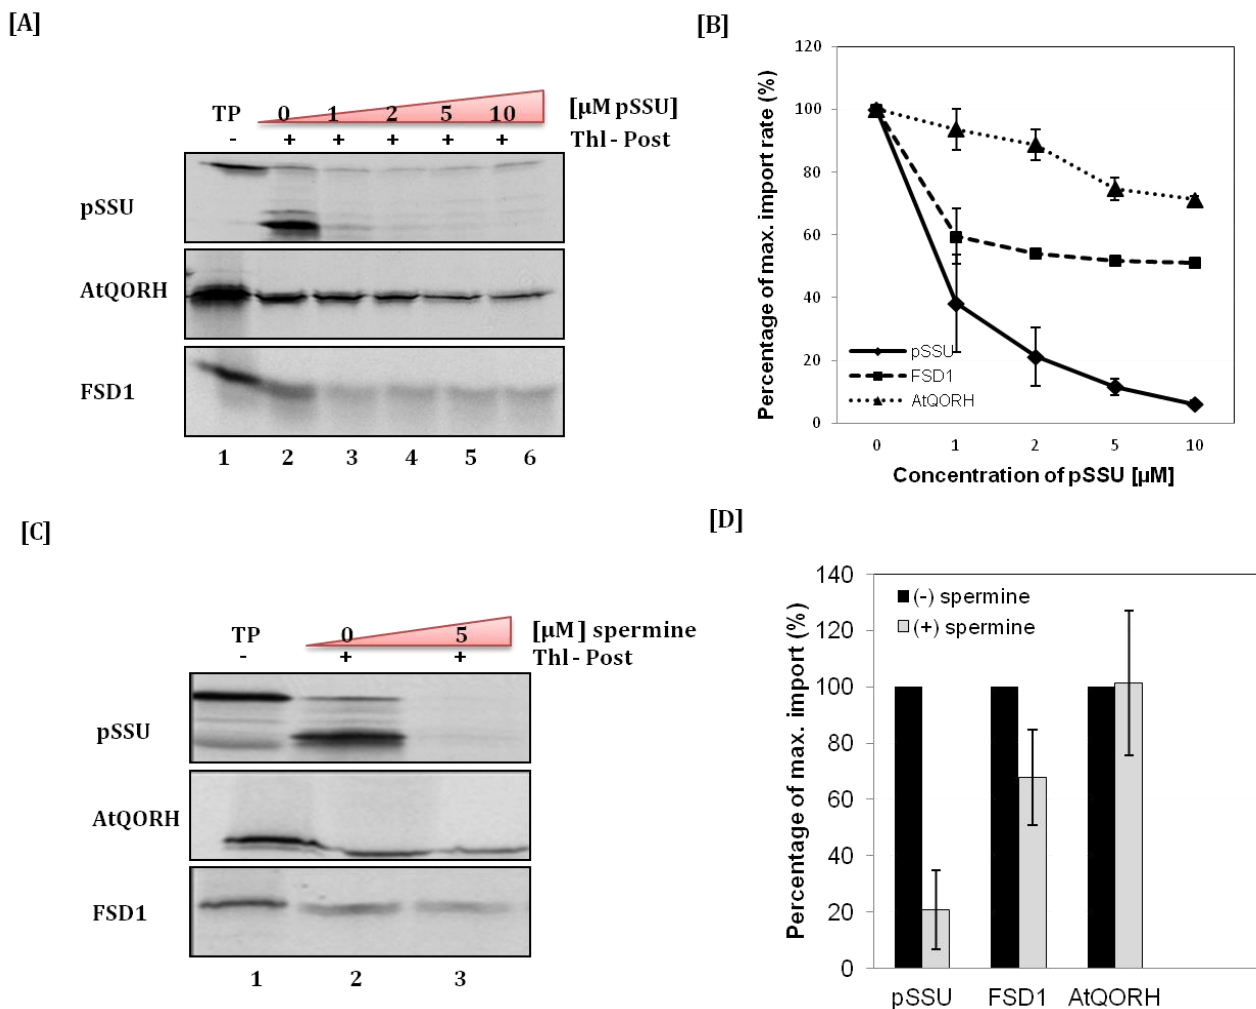 [A]
TP 0 1 2 5 10 [µM pSSU]
- + + + + + Thl - Post
pSSU
AtQORH
FSD1
1 2 3 4 5 6
[B]
Percentage of max. import rate (%)
120
100
80
60
40
20
0
pSSU
FSD1
AtQORH
0 1 2 5 10
Concentration of pSSU [µM]
[C]
TP 0 5 [µM] spermine
- + + Thl - Post
pSSU
AtQORH
FSD1
1 2 3
[D]
Percentage of max. import (%)
140
120
100
80
60
40
20
0
(-) spermine
(+) spermine
pSSU FSD1 AtQORH